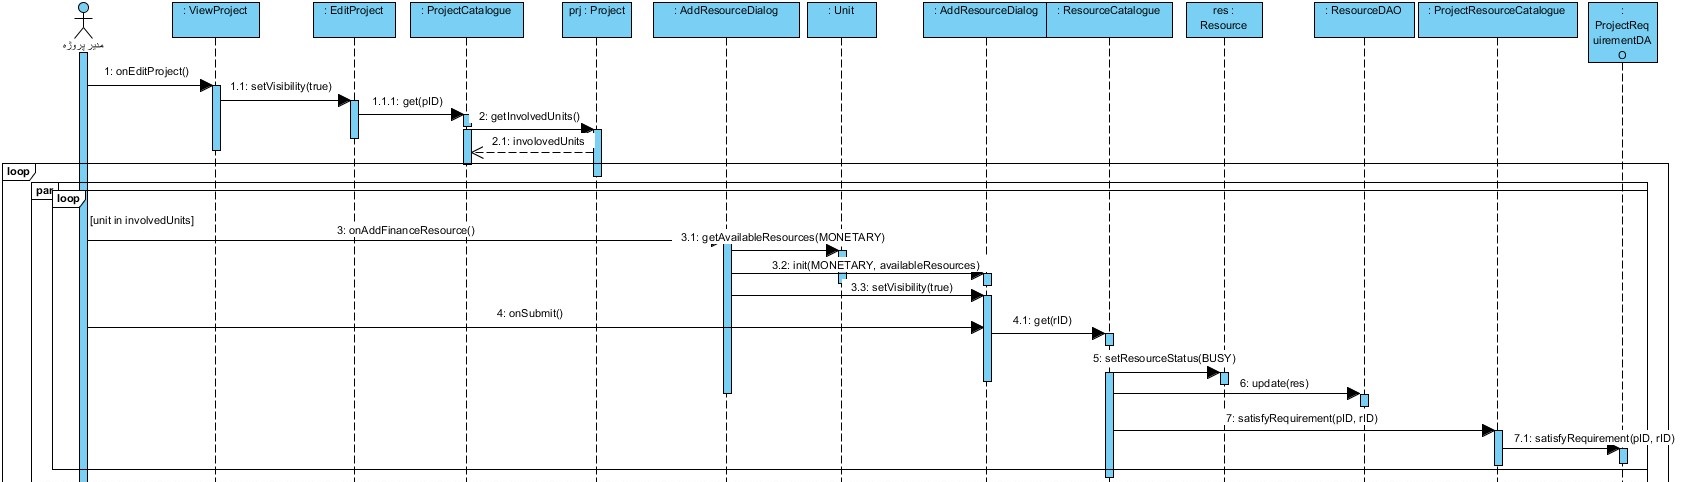 : ViewProject
: EditProject
: ProjectCatalogue
prj : Project
: AddResourceDialog
: Unit
: AddResourceDialog
: ResourceCatalogue
res :
Resource
: ResourceDAO
: ProjectResourceCatalogue
:
ProjectReq
uirementDA
O
مدیر پروژه
1: onEditProject()
1.1: setVisibility(true)
1.1.1: get(pID)
2: getInvolvedUnits()
2.1: involovedUnits
loop
par
loop
[unit in involvedUnits]
3: onAddFinanceResource()
3.1: getAvailableResources(MONETARY)
3.2: init(MONETARY, availableResources)
3.3: setVisibility(true)
4: onSubmit()
4.1: get(rID)
5: setResourceStatus(BUSY)
6: update(res)
7: satisfyRequirement(pID, rID)
7.1: satisfyRequirement(pID, rID)